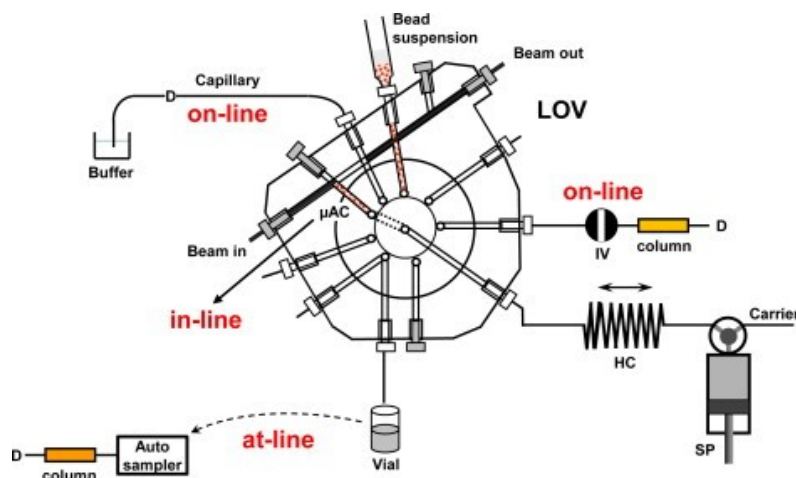 Bead
suspension
Beam out
Capillary
D
on-line
LOV
Buffer
on-line
µAC
D
IV
column
Beam in
in-line
Carrier
HC
at-line
Auto
sampler
D
column
Vial
SP